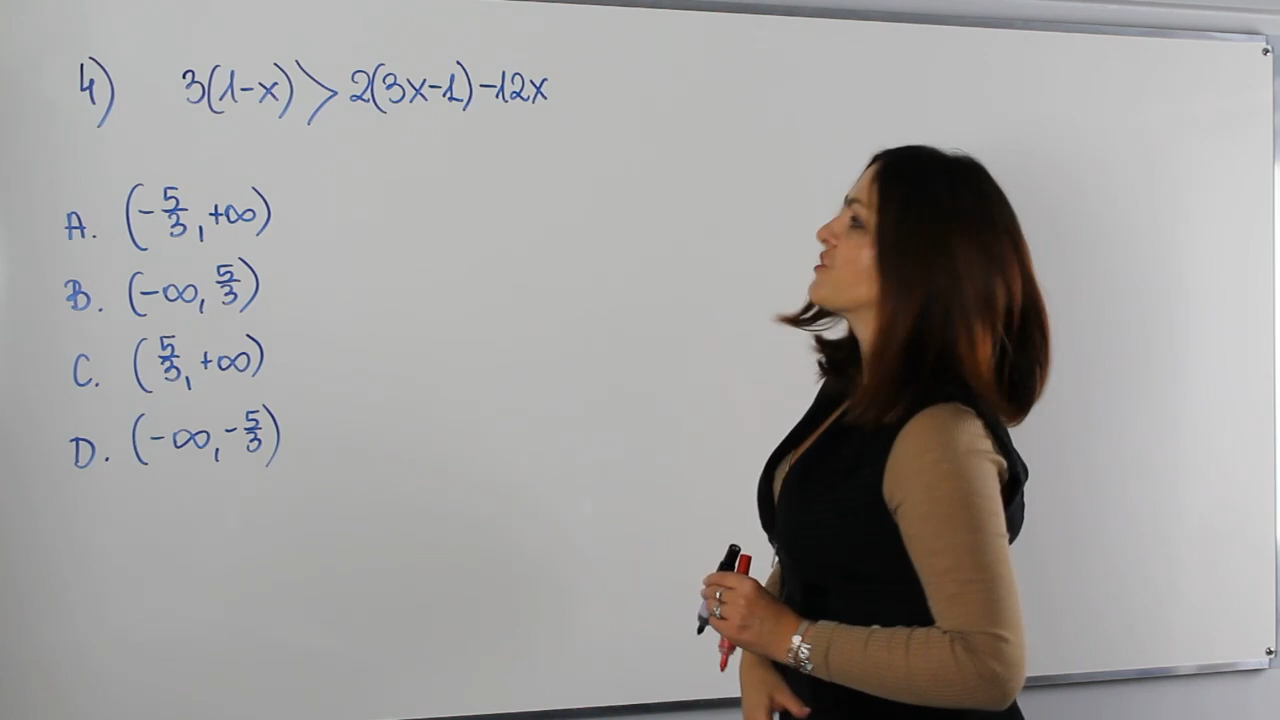 4) 3(1-x) > 2(3x-1)-12x
A. (-5/3, +∞)
B. (-∞, 5/3)
C. (5/3, +∞)
D. (-∞, -5/3)